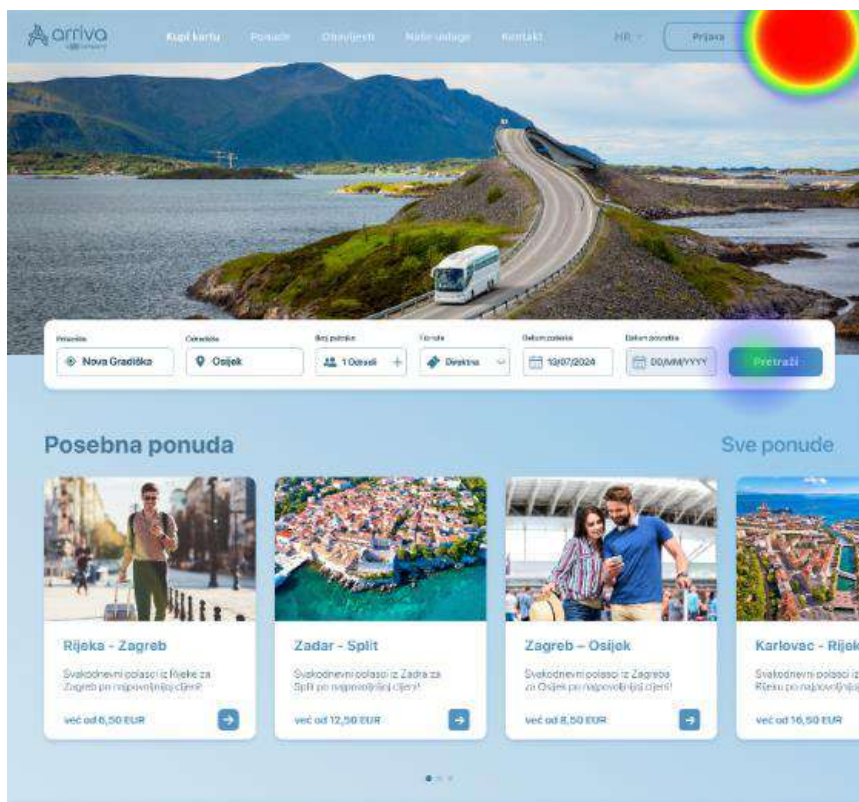 arriva
Kupi kartu Ponude Obavijesti Naše usluge Kontakt HR Prijava
Polazište Odredište Broj putnika Datum polaska Datum povratka
Nova Gradiška Osijek 1 Odrasli Direktna 13/07/2024 DD/MM/YYYY Pretraži
Posebna ponuda Sve ponude
Rijeka - Zagreb
Svakodnevni polasci iz Rijeke za
Zagreb po najpovoljnijoj cijeni!
već od 6,50 EUR
Zadar - Split
Svakodnevni polasci iz Zadra za
Split po najpovoljnijoj cijeni!
već od 12,50 EUR
Zagreb – Osijek
Svakodnevni polasci iz Zagreba
za Osijek po najpovoljnijoj cijeni!
već od 8,50 EUR
Karlovac - Rijek
Svakodnevni polasci iz
Rijeku po najpovoljnijo
već od 16,50 EUR